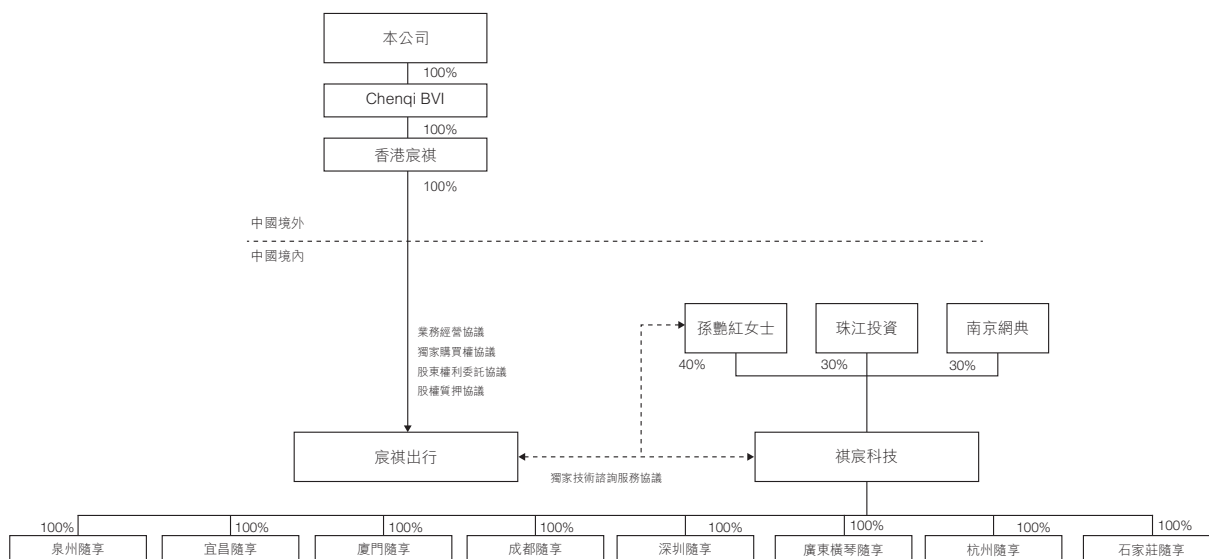 本公司
100%
Chenqi BVI
100%
香港宸祺
100%
中國境外
中國境內
業務經營協議
獨家購買權協議
股東權利委託協議
股權質押協議
孫艷紅女士
珠江投資
南京網典
40%
30%
30%
宸祺出行
祺宸科技
獨家技術諮詢服務協議
100%
100%
100%
100%
100%
100%
100%
100%
泉州隨享
宜昌隨享
廈門隨享
成都隨享
深圳隨享
廣東橫琴隨享
杭州隨享
石家莊隨享